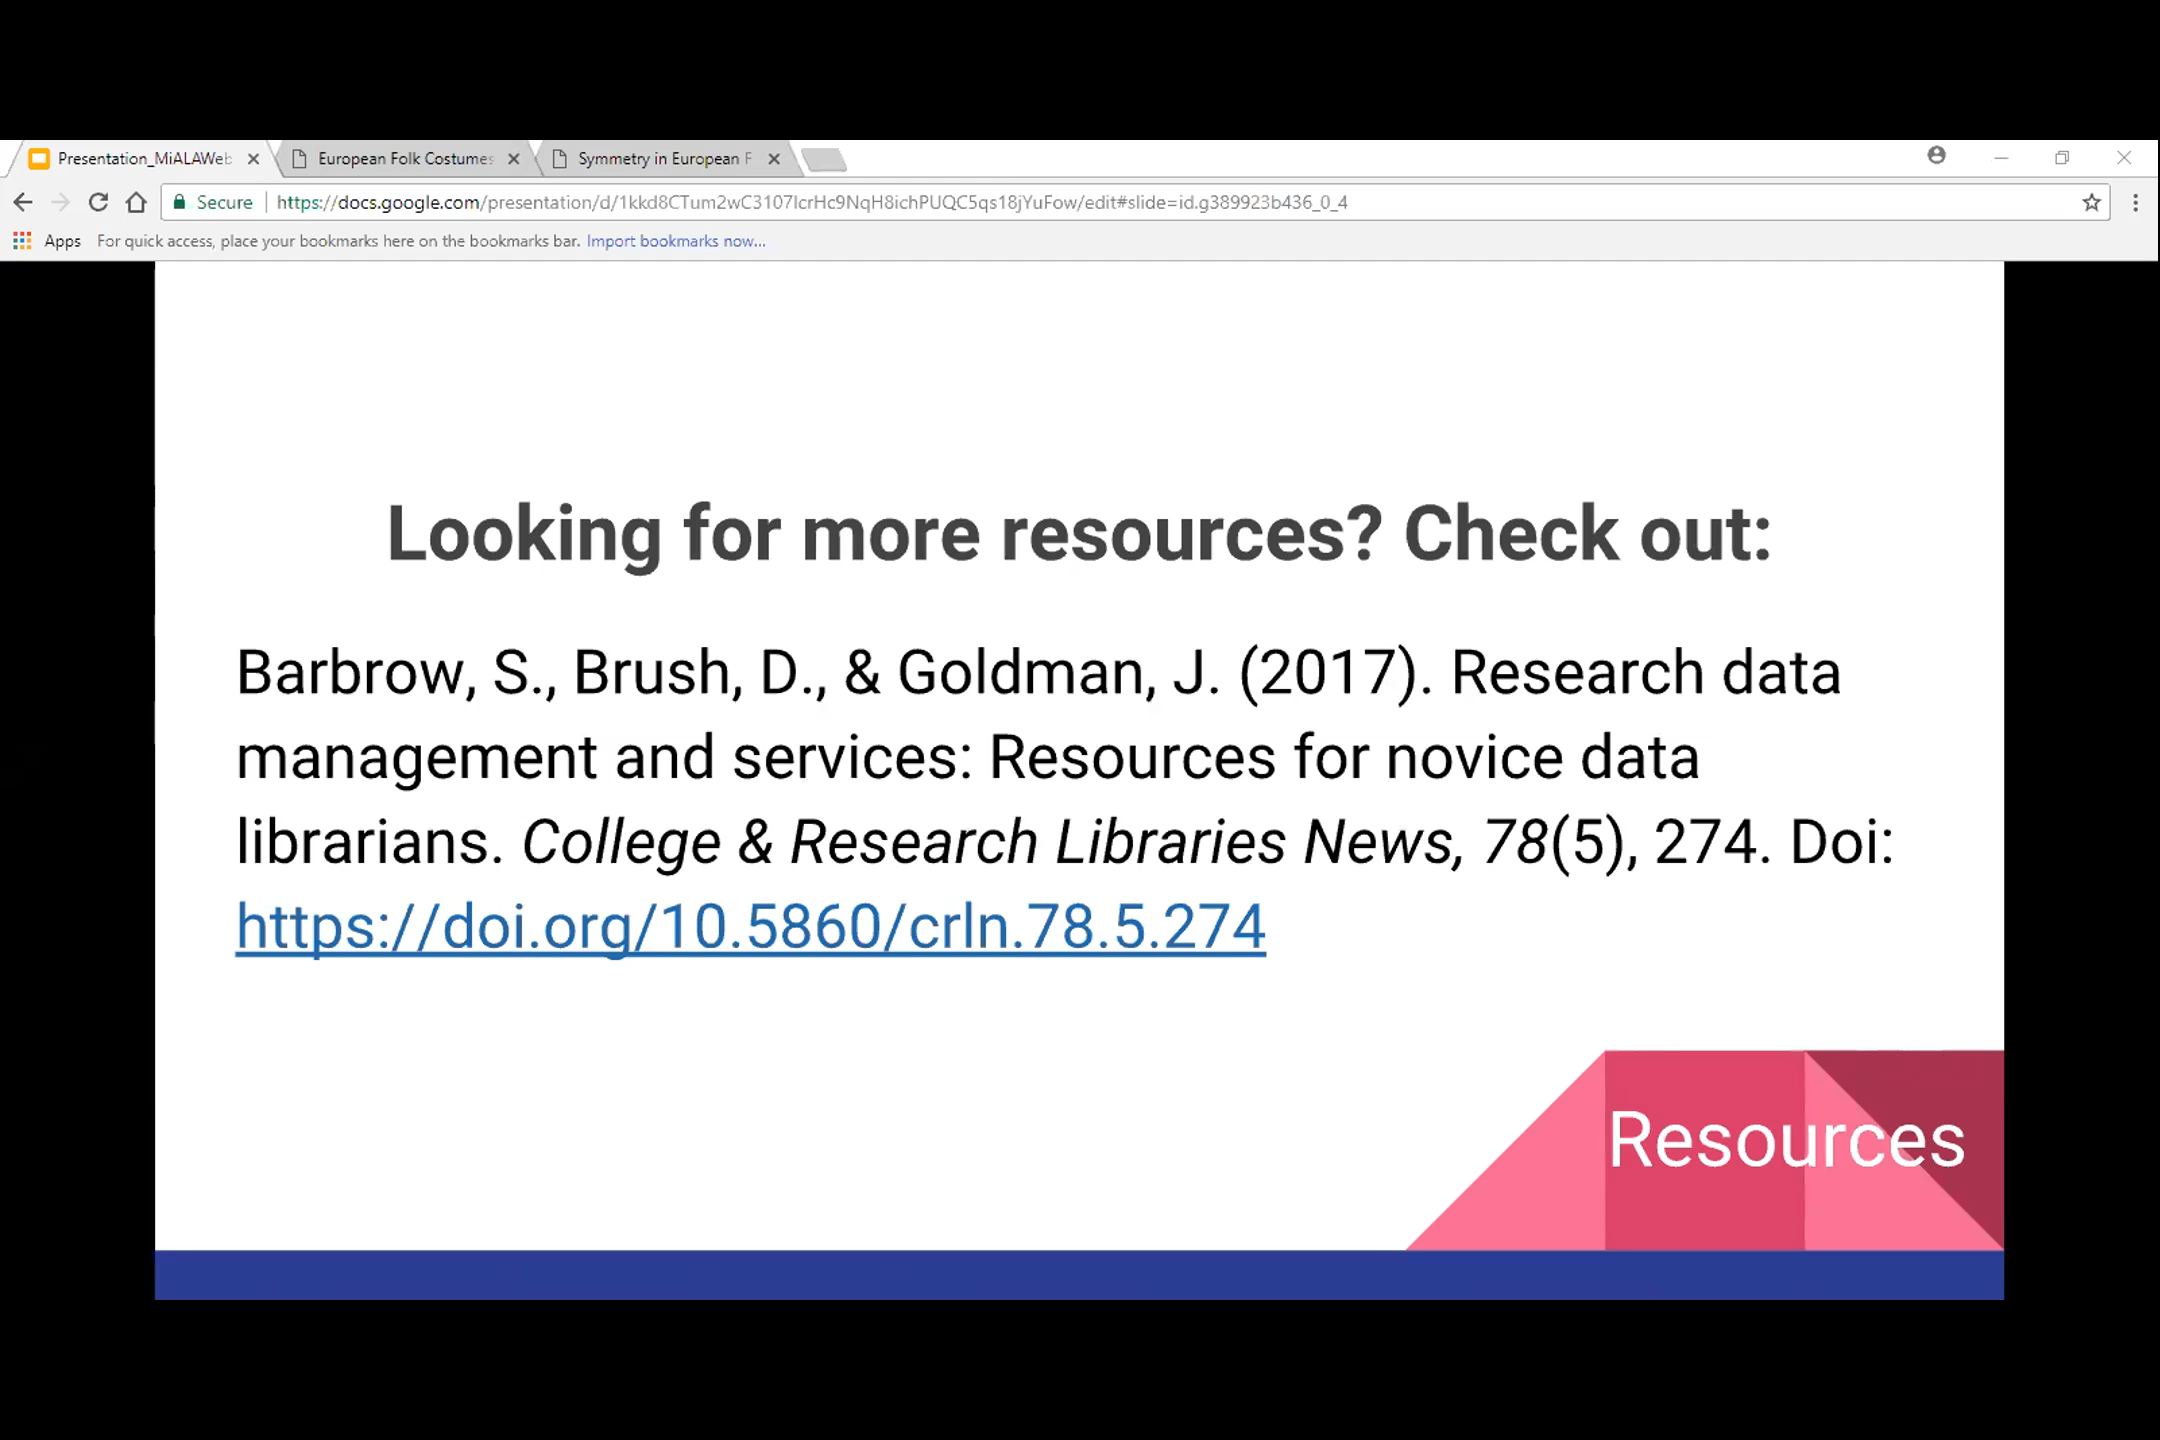 Presentation_MiALAWeb
European Folk Costumes
Symmetry in European F
Secure https://docs.google.com/presentation/d/1kkd8CTum2wC3107IcrHc9NqH8ichPUQC5qs18jYuFow/edit#slide=id.g389923b436_0_4
Apps For quick access, place your bookmarks here on the bookmarks bar. Import bookmarks now...
Looking for more resources? Check out:
Barbrow, S., Brush, D., & Goldman, J. (2017). Research data
management and services: Resources for novice data
librarians. College & Research Libraries News, 78(5), 274. Doi:
https://doi.org/10.5860/crln.78.5.274
Resources